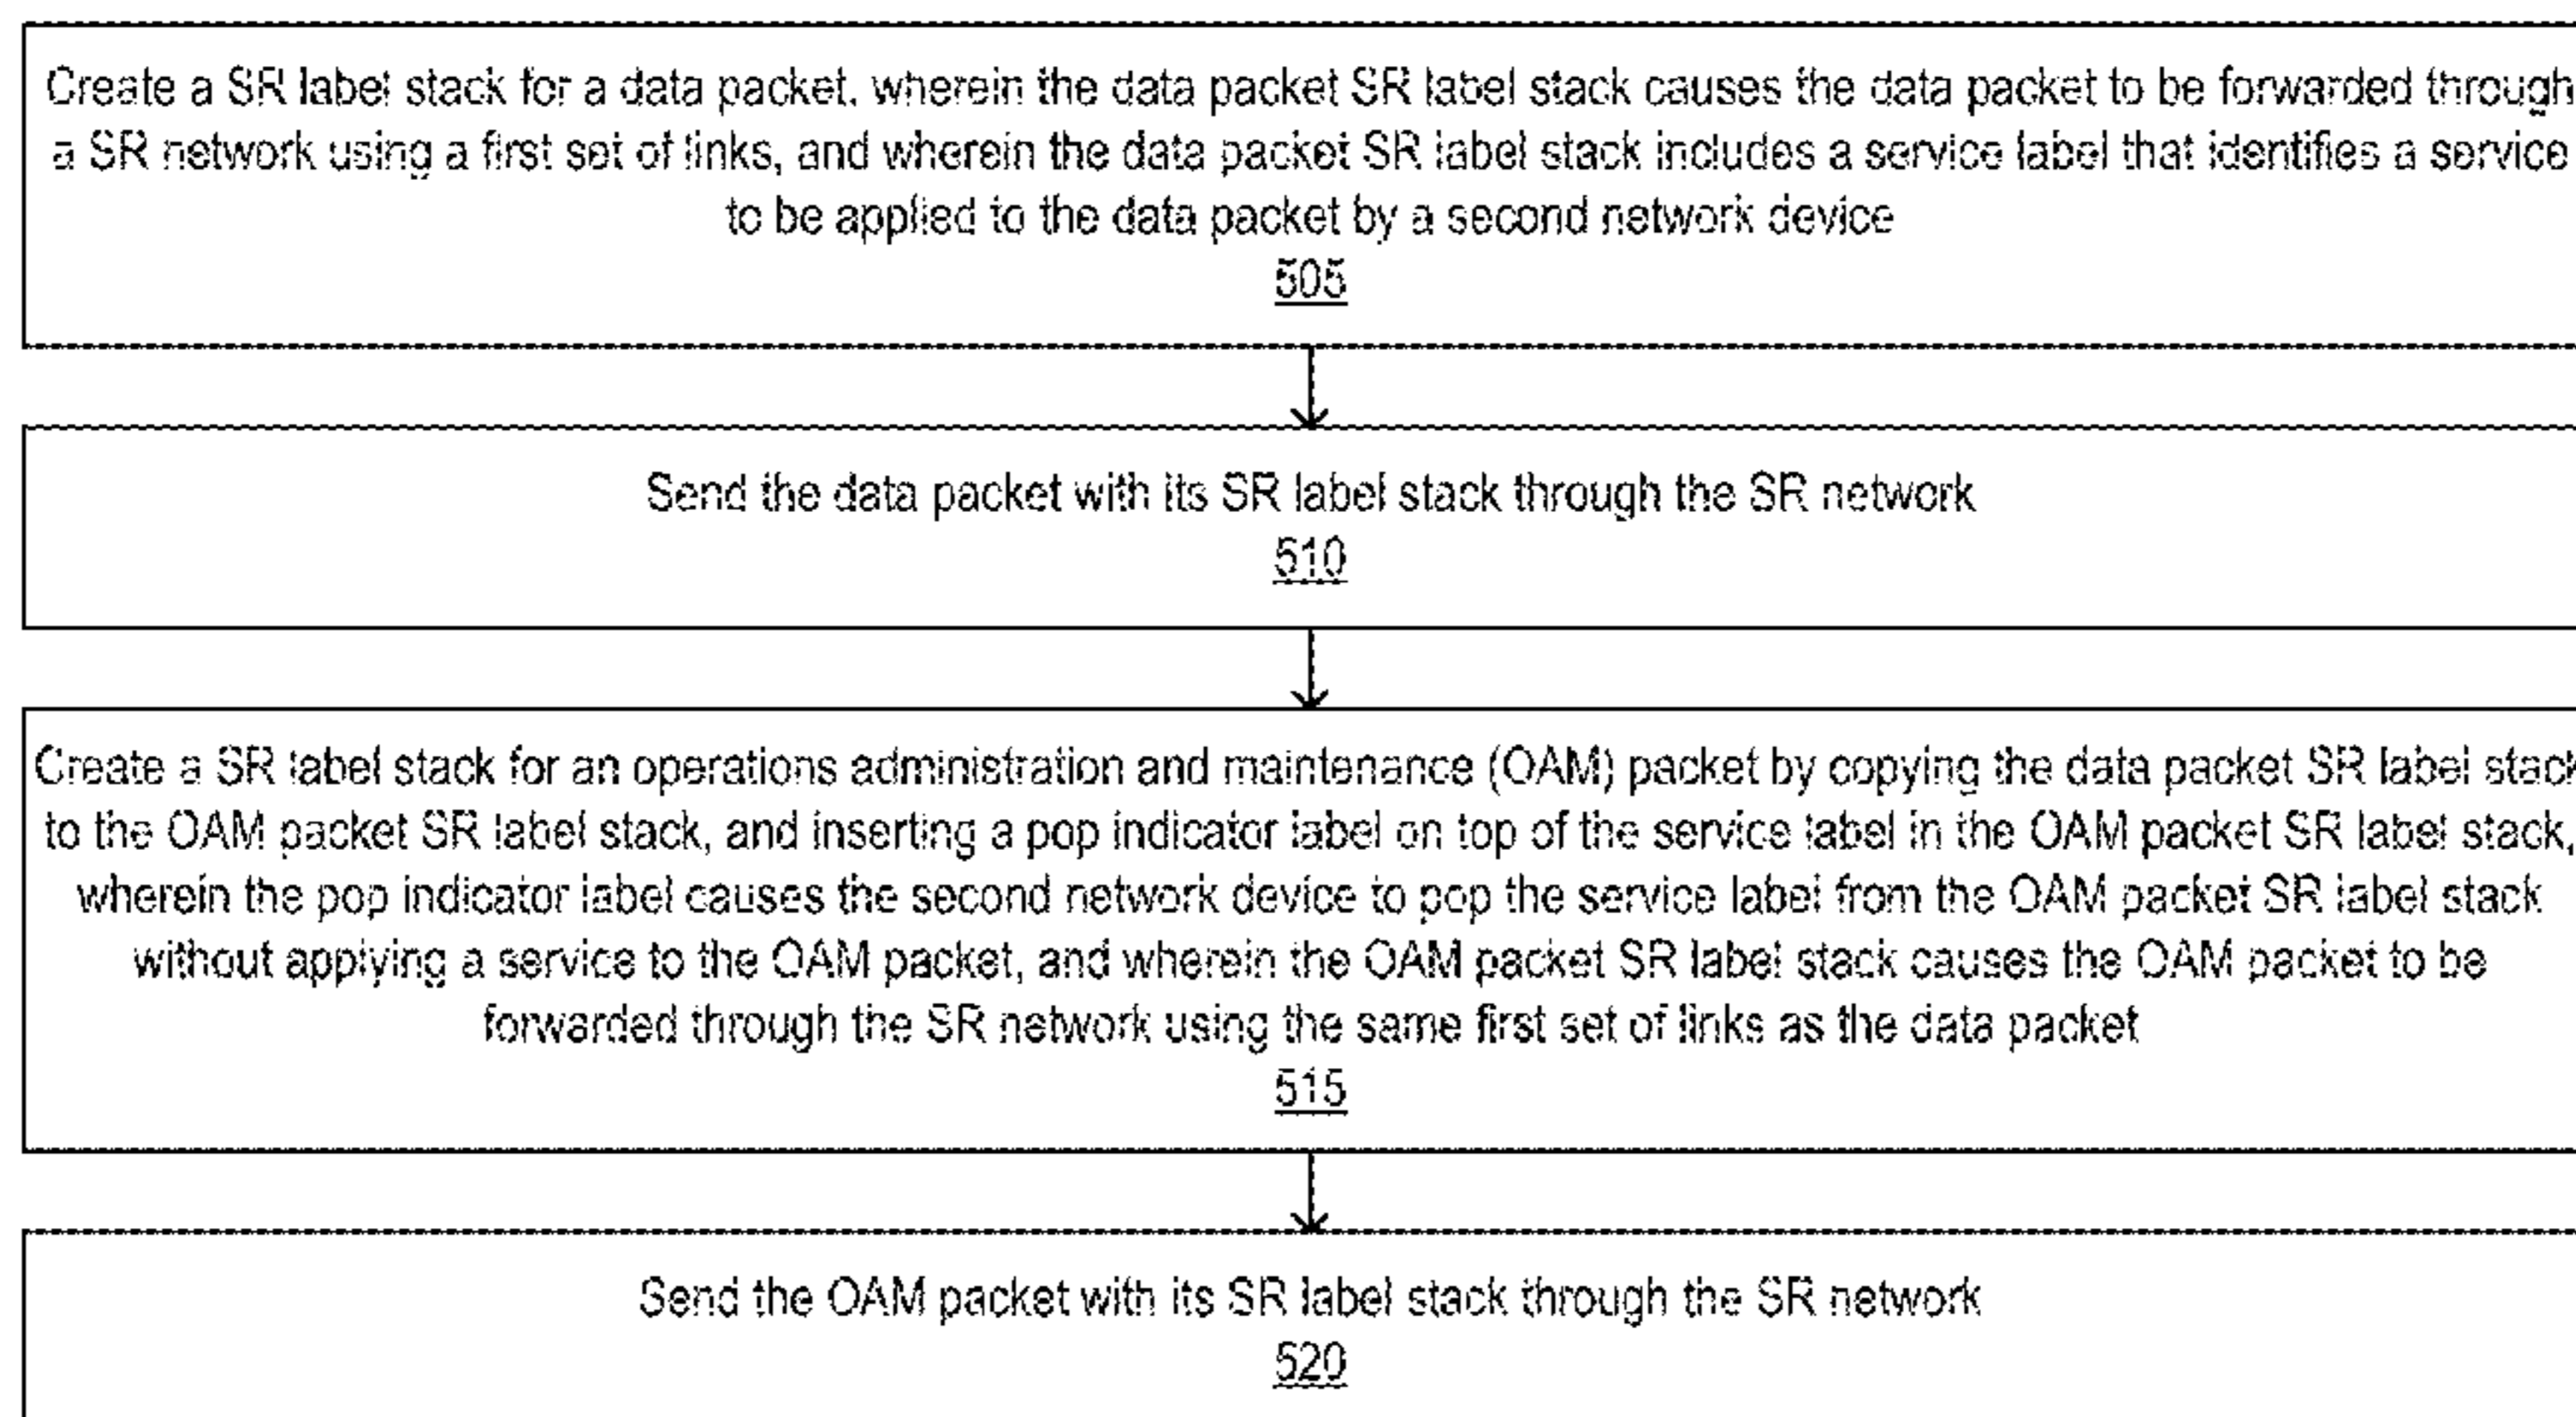 Create a SR label stack for a data packet, wherein the data packet SR label stack causes the data packet to be forwarded through
a SR network using a first set of links, and wherein the data packet SR label stack includes a service label that identifies a service
to be applied to the data packet by a second network device
505
Send the data packet with its SR label stack through the SR network
510
Create a SR label stack for an operations administration and maintenance (OAM) packet by copying the data packet SR label stack
to the OAM packet SR label stack, and inserting a pop indicator label on top of the service label in the OAM packet SR label stack,
wherein the pop indicator label causes the second network device to pop the service label from the OAM packet SR label stack
without applying a service to the OAM packet, and wherein the OAM packet SR label stack causes the OAM packet to be
forwarded through the SR network using the same first set of links as the data packet
515
Send the OAM packet with its SR label stack through the SR network
520